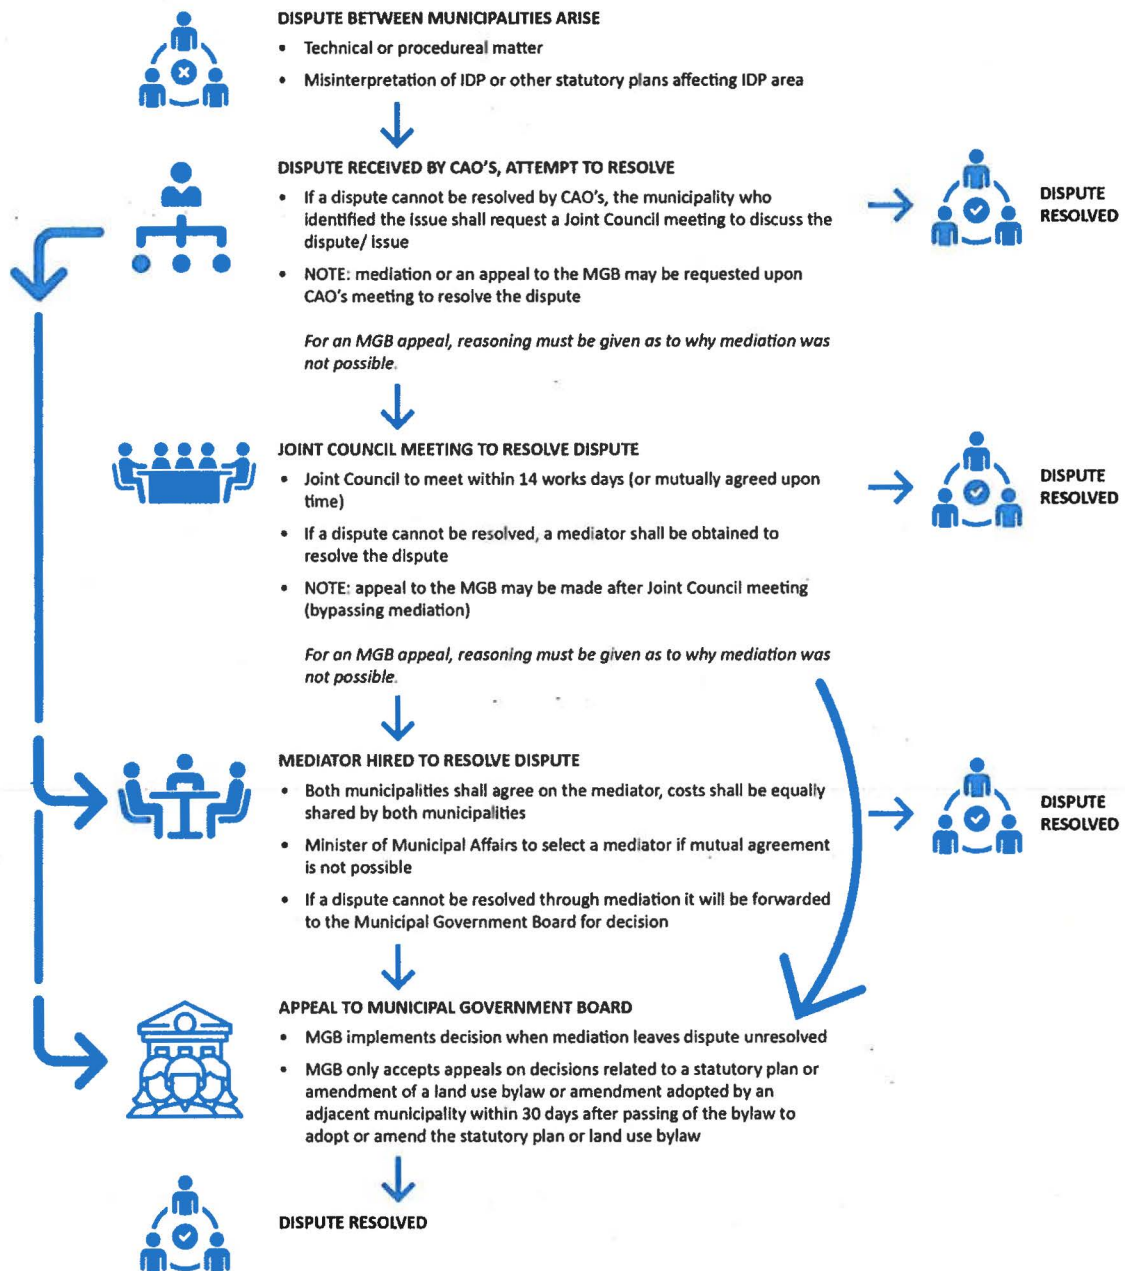 DISPUTE BETWEEN MUNICIPALITIES ARISE
• Technical or procedureal matter
• Misinterpretation of IDP or other statutory plans affecting IDP area
DISPUTE RECEIVED BY CAO'S, ATTEMPT TO RESOLVE
• If a dispute cannot be resolved by CAO's, the municipality who
identified the issue shall request a Joint Council meeting to discuss the
dispute/ issue
• NOTE: mediation or an appeal to the MGB may be requested upon
CAO's meeting to resolve the dispute
For an MGB appeal, reasoning must be given as to why mediation was
not possible.
DISPUTE
RESOLVED
JOINT COUNCIL MEETING TO RESOLVE DISPUTE
• Joint Council to meet within 14 works days (or mutually agreed upon
time)
• If a dispute cannot be resolved, a mediator shall be obtained to
resolve the dispute
• NOTE: appeal to the MGB may be made after Joint Council meeting
(bypassing mediation)
For an MGB appeal, reasoning must be given as to why mediation was
not possible.
DISPUTE
RESOLVED
MEDIATOR HIRED TO RESOLVE DISPUTE
• Both municipalities shall agree on the mediator, costs shall be equally
shared by both municipalities
• Minister of Municipal Affairs to select a mediator if mutual agreement
is not possible
• If a dispute cannot be resolved through mediation it will be forwarded
to the Municipal Government Board for decision
DISPUTE
RESOLVED
APPEAL TO MUNICIPAL GOVERNMENT BOARD
• MGB implements decision when mediation leaves dispute unresolved
• MGB only accepts appeals on decisions related to a statutory plan or
amendment of a land use bylaw or amendment adopted by an
adjacent municipality within 30 days after passing of the bylaw to
adopt or amend the statutory plan or land use bylaw
DISPUTE RESOLVED